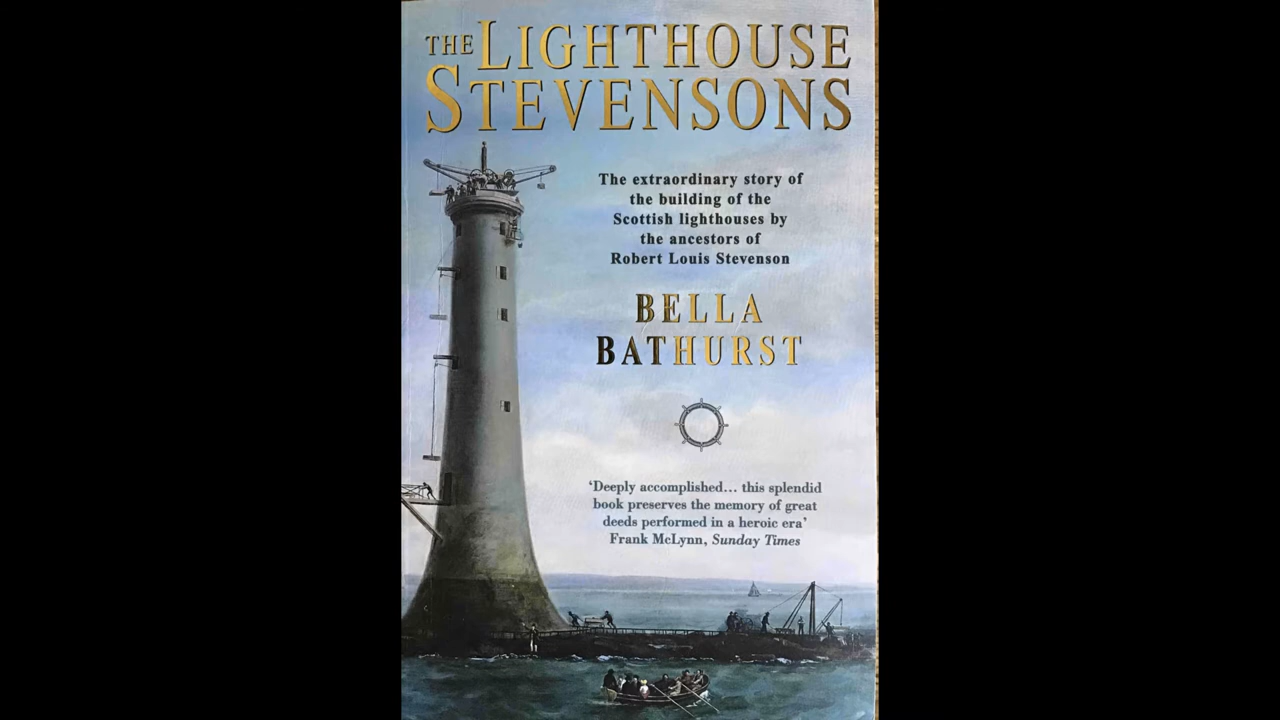 THE LIGHTHOUSE
STEVENSONS
The extraordinary story of
the building of the
Scottish lighthouses by
the ancestors of
Robert Louis Stevenson
BELLA
BATHURST
‘Deeply accomplished... this splendid
book preserves the memory of great
deeds performed in a heroic era’
Frank McLynn, Sunday Times